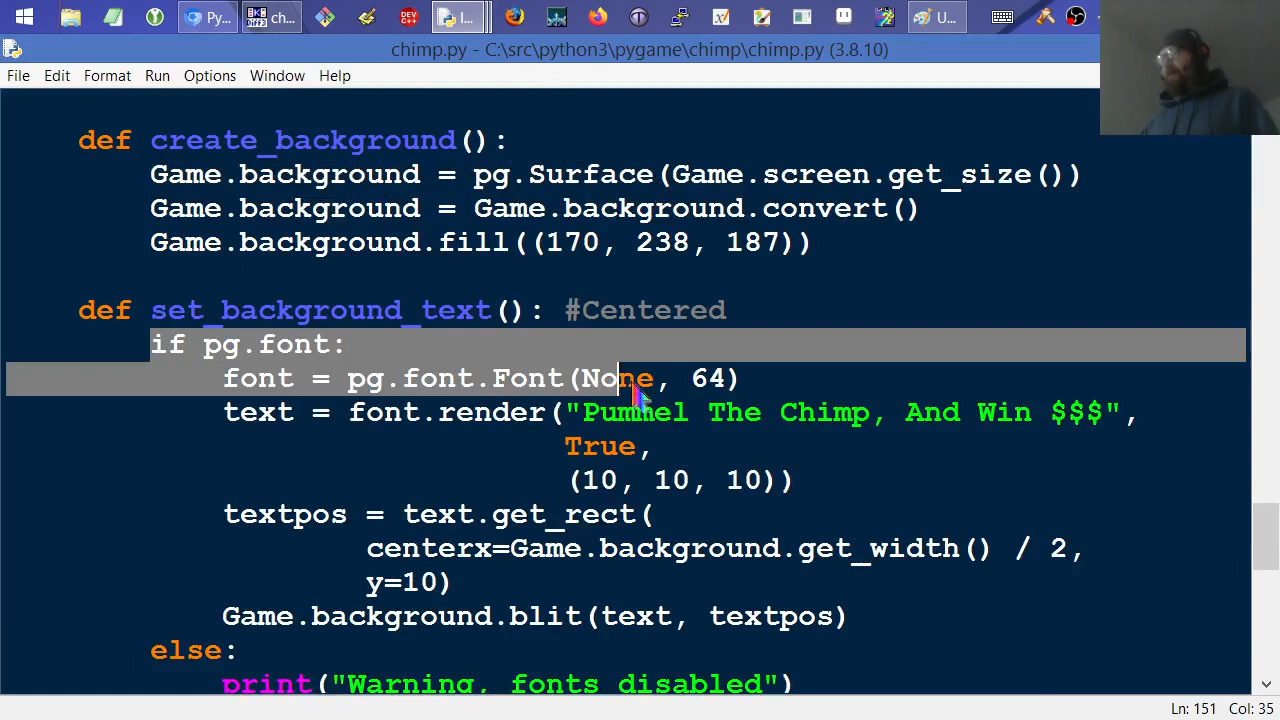 Py...
ch...
DEV C++
I...
U...
chimp.py - C:\src\python3\pygame\chimp\chimp.py (3.8.10)
File Edit Format Run Options Window Help
def create_background():
Game.background = pg.Surface(Game.screen.get_size())
Game.background = Game.background.convert()
Game.background.fill((170, 238, 187))
def set_background_text(): #Centered
if pg.font:
font = pg.font.Font(None, 64)
text = font.render("Pummel The Chimp, And Win $$$",
True,
(10, 10, 10))
textpos = text.get_rect(
centerx=Game.background.get_width() / 2,
y=10)
Game.background.blit(text, textpos)
else:
print("Warning, fonts disabled")
Ln: 151 Col: 35